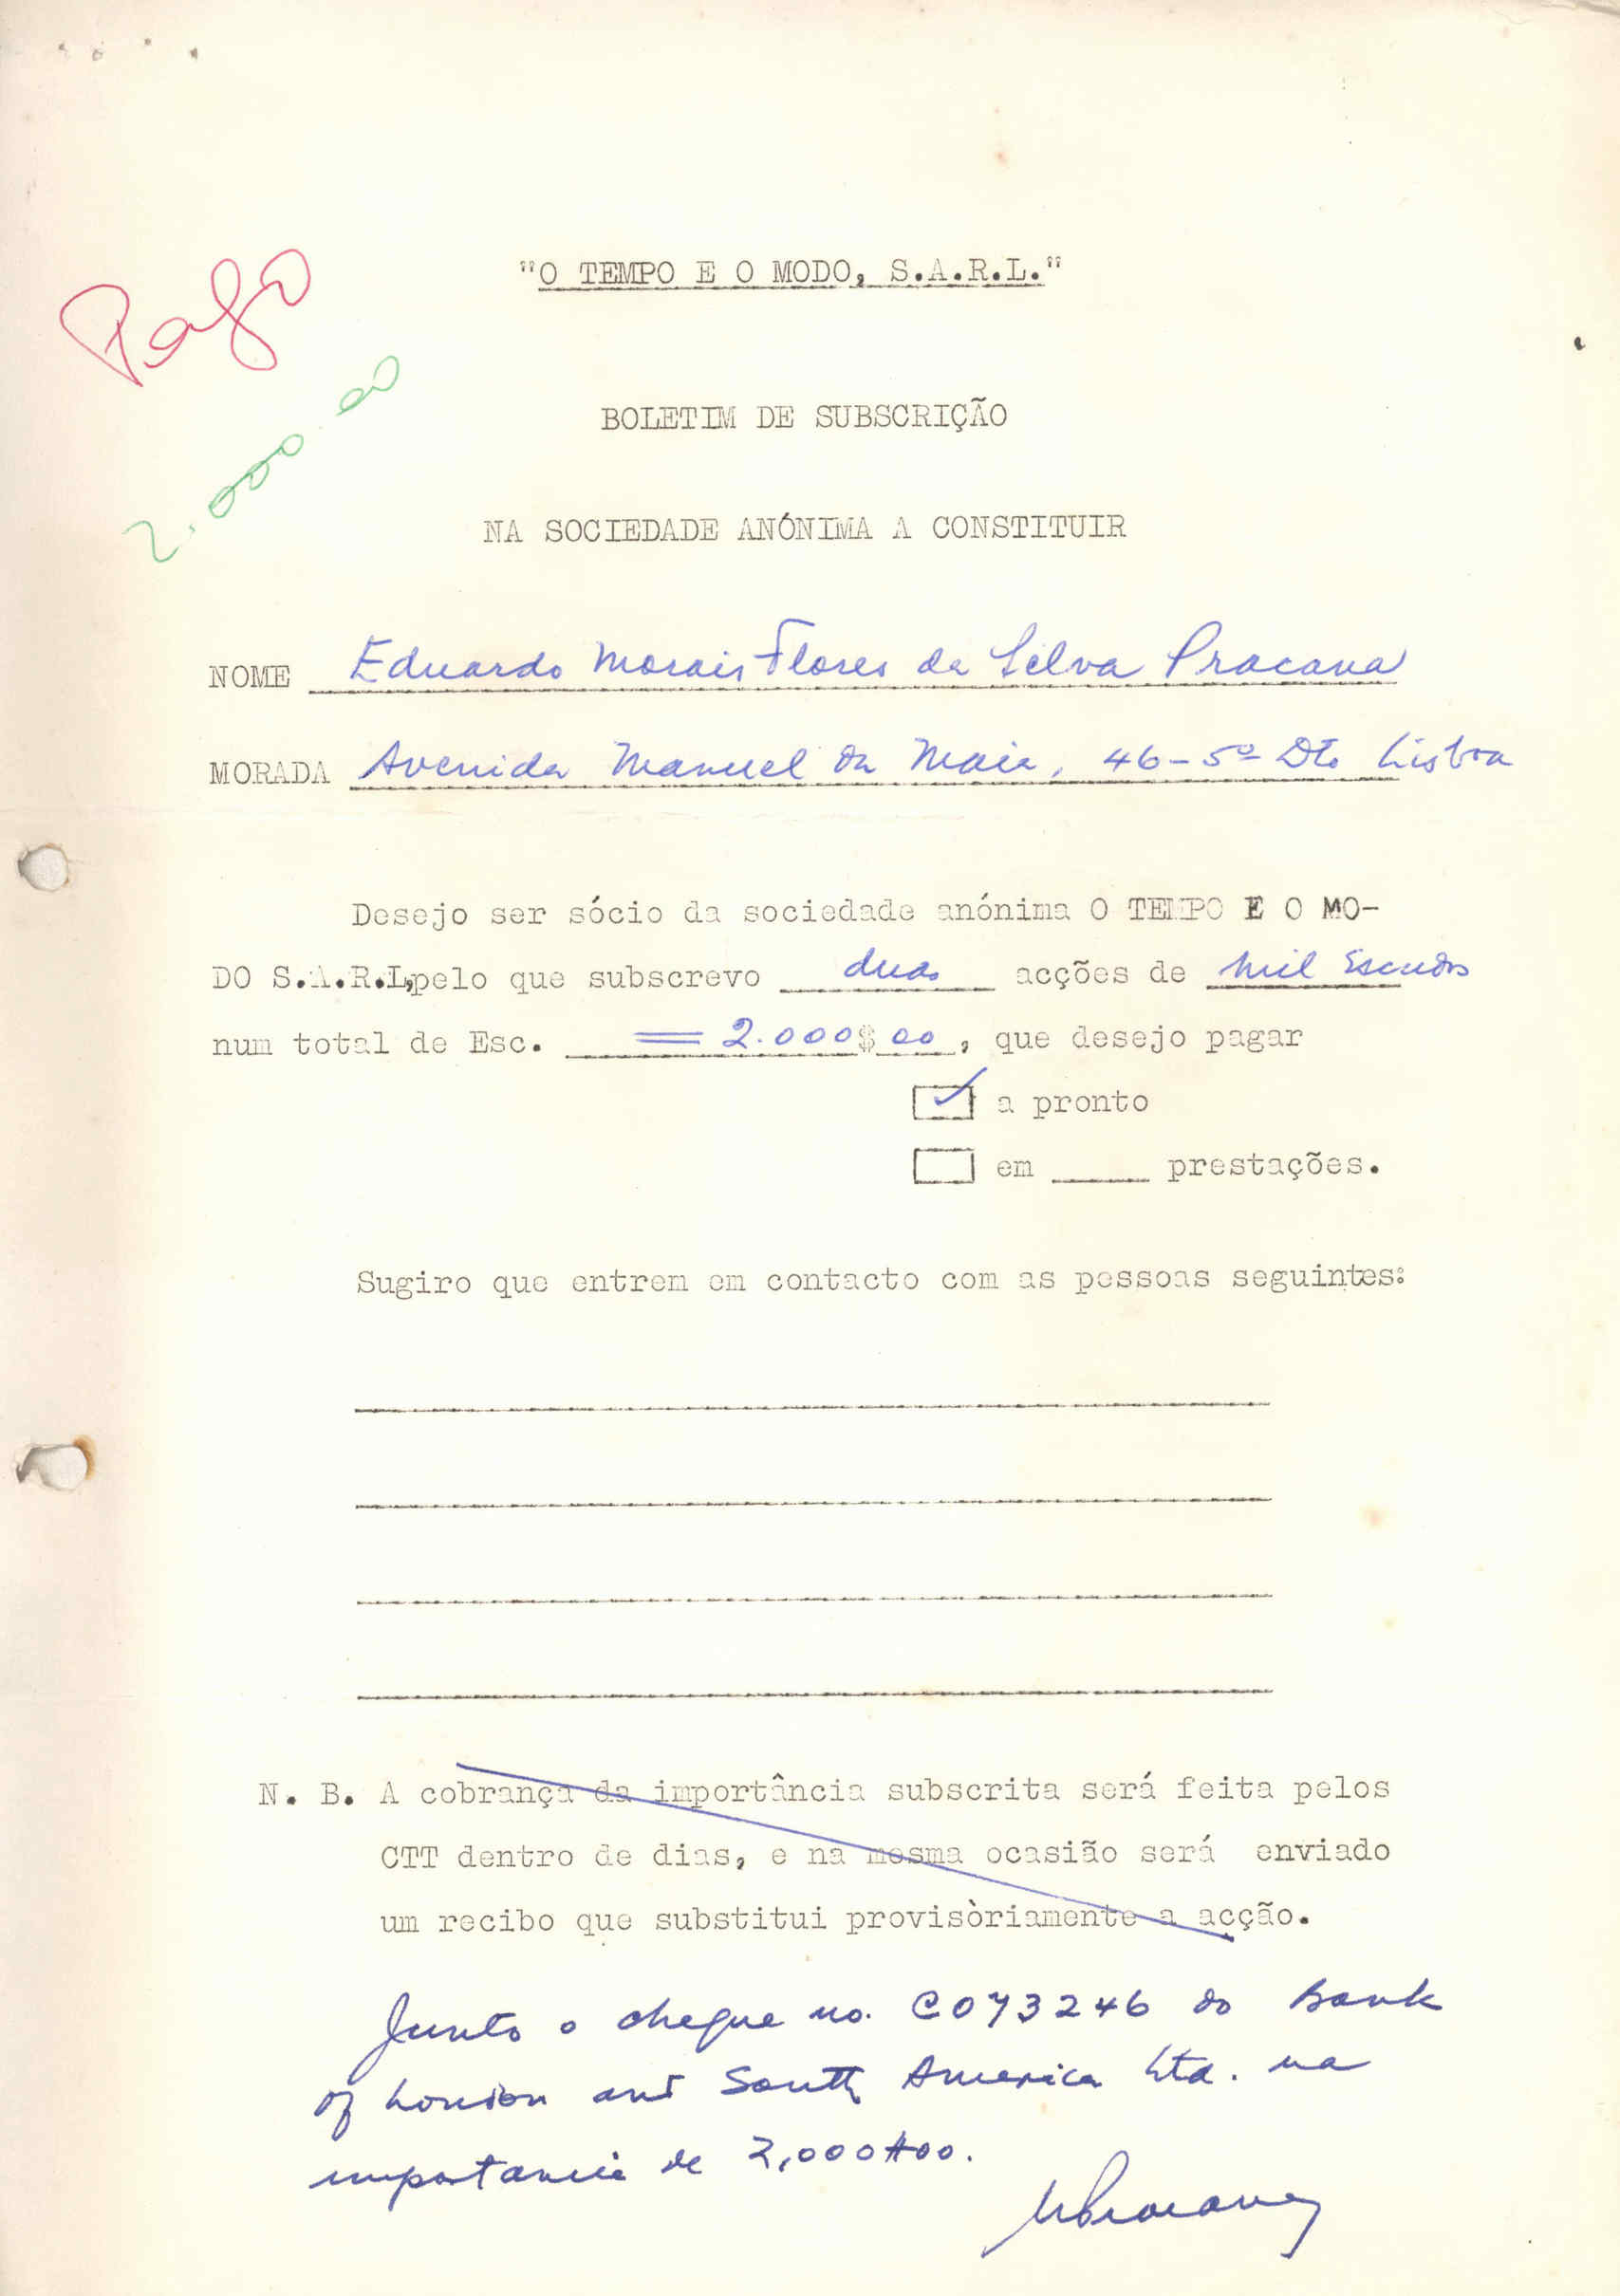 "O TEMPO E O MODO, S.A.R.L."
Pago
2.000.00
BOLETIM DE SUBSCRIÇÃO
NA SOCIEDADE ANÓNIMA A CONSTITUIR
NOME Eduardo Morais Flores da Silva Pracana
MORADA Avenida Manuel da Maia, 46-5º Dto Lisboa
Desejo ser sócio da sociedade anónima O TEMPO E O MO-
DO S.A.R.L,pelo que subscrevo duas acções de mil Escudos
num total de Esc. = 2.000$00, que desejo pagar
✓ a pronto
em ____ prestações.
Sugiro que entrem em contacto com as pessoas seguintes:
N. B. A cobrança da importância subscrita será feita pelos
CTT dentro de dias, e na mesma ocasião será enviado
um recibo que substitui provisòriamente a acção.
Junto o cheque no. C073246 do Bank
of London and South America Ltd. na
importancia de 2,000$00.